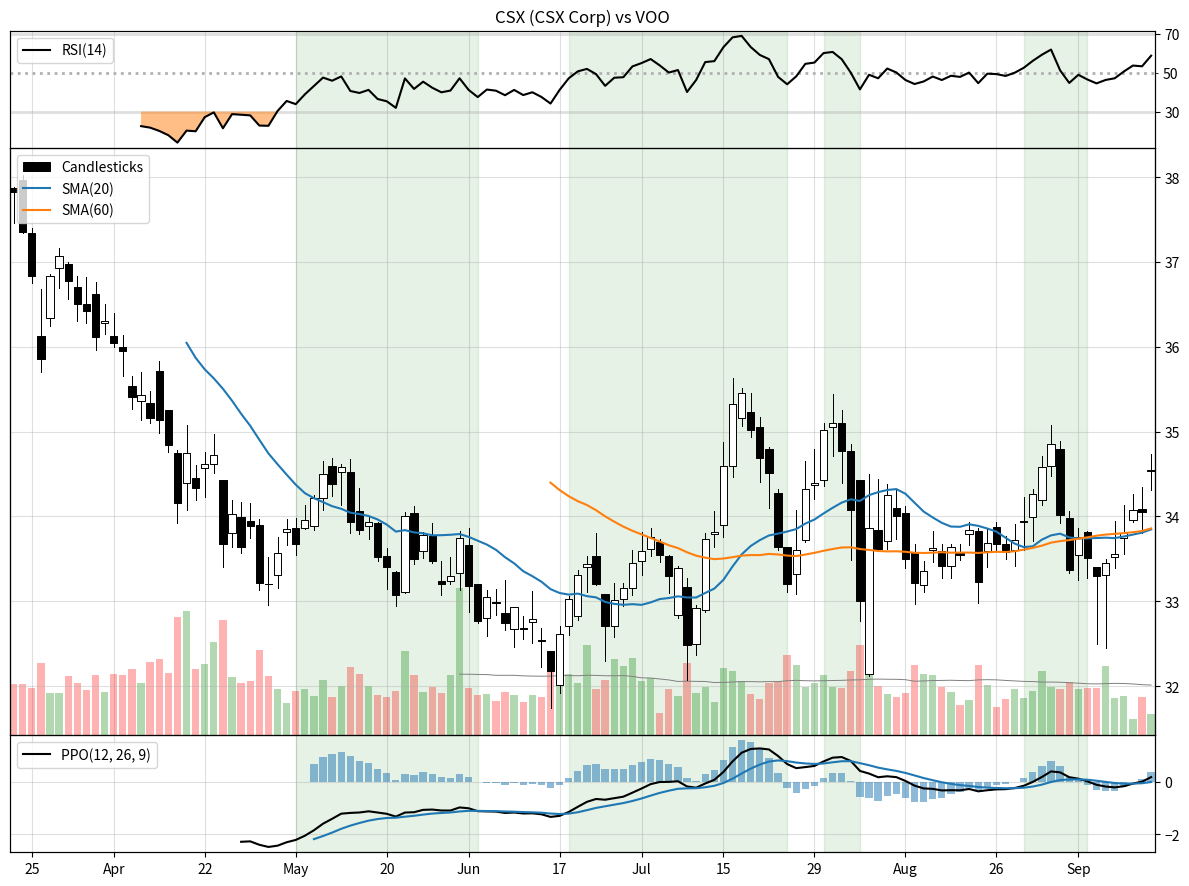 CSX (CSX Corp) vs VOO
RSI(14)
70
50
30
Candlesticks
SMA(20)
SMA(60)
38
37
36
35
34
33
32
PPO(12, 26, 9)
0
−2
25 Apr 22 May 20 Jun 17 Jul 15 29 Aug 26 Sep